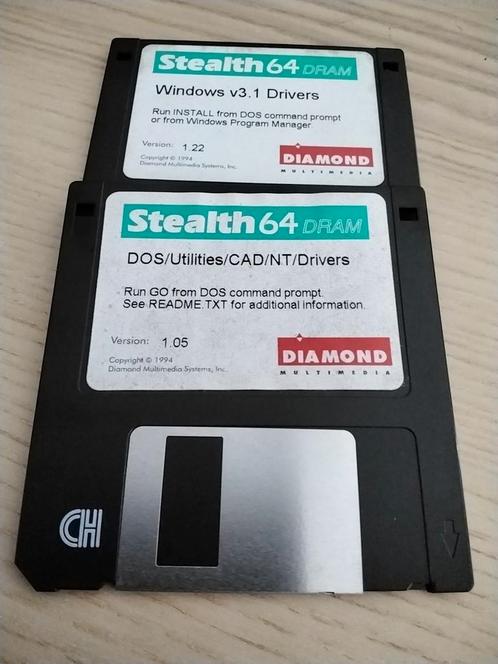 Stealth64 DRAM
Windows v3.1 Drivers
Run INSTALL from DOS command prompt
or from Windows Program Manager.
Version: 1.22
Copyright © 1994
Diamond Multimedia Systems, Inc.
DIAMOND
MULTIMEDIA
Stealth64 DRAM
DOS/Utilities/CAD/NT/Drivers
Run GO from DOS command prompt.
See README.TXT for additional information.
Version: 1.05
Copyright © 1994
Diamond Multimedia Systems, Inc.
DIAMOND
MULTIMEDIA
CH